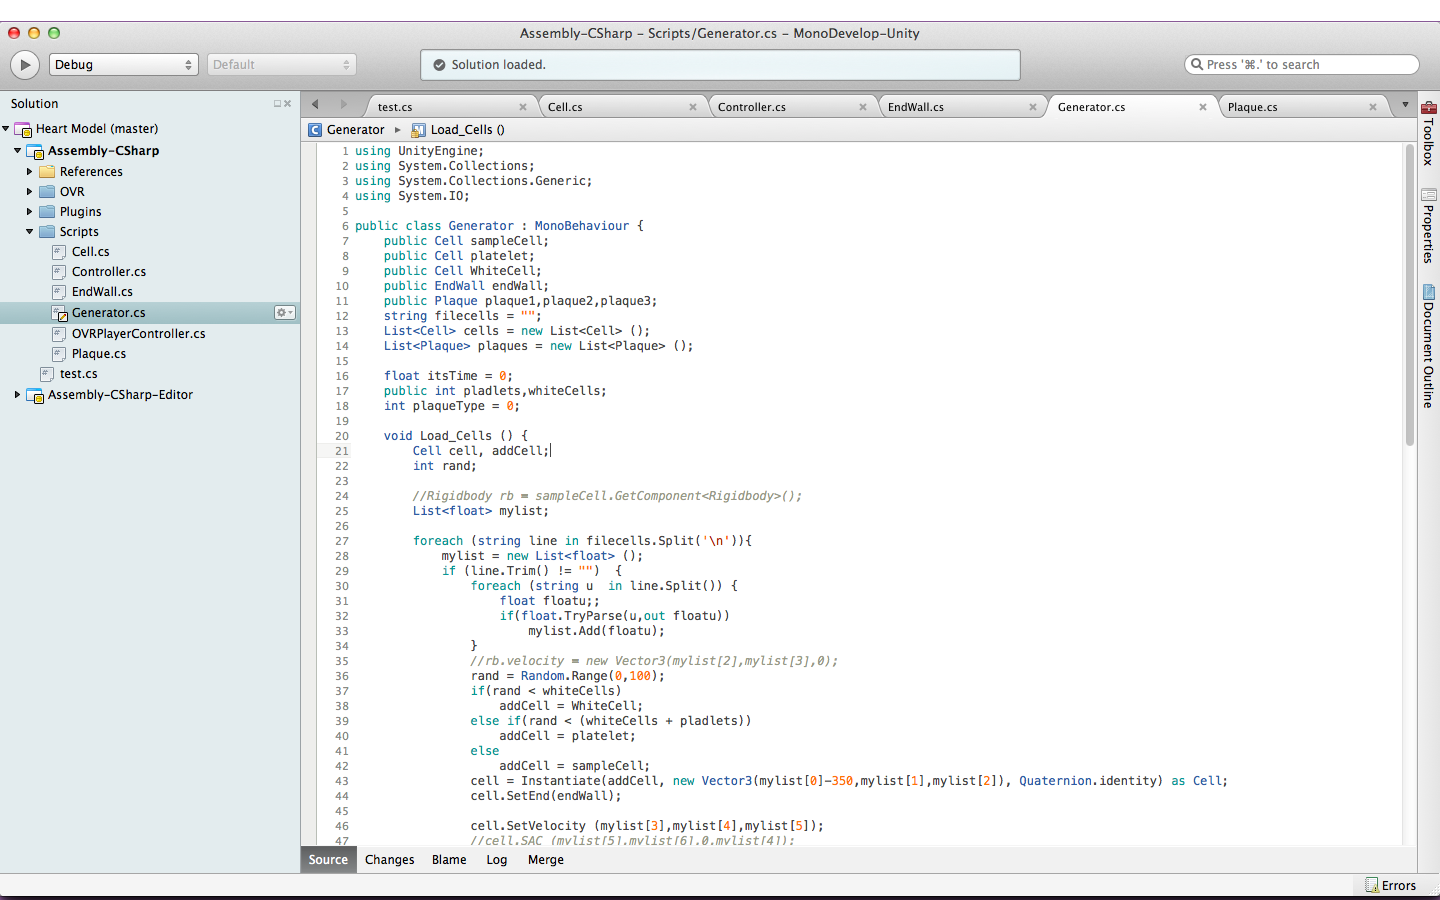 Assembly-CSharp – Scripts/Generator.cs – MonoDevelop-Unity
Debug
Default
Solution loaded.
Press '⌘.' to search
Solution
Heart Model (master)
Assembly-CSharp
References
OVR
Plugins
Scripts
Cell.cs
Controller.cs
EndWall.cs
Generator.cs
OVRPlayerController.cs
Plaque.cs
test.cs
Assembly-CSharp-Editor
test.cs
Cell.cs
Controller.cs
EndWall.cs
Generator.cs
Plaque.cs
Generator ▸ Load_Cells ()
1 using UnityEngine;
2 using System.Collections;
3 using System.Collections.Generic;
4 using System.IO;
5
6 public class Generator : MonoBehaviour {
7     public Cell sampleCell;
8     public Cell platelet;
9     public Cell WhiteCell;
10     public EndWall endWall;
11     public Plaque plaque1,plaque2,plaque3;
12     string filecells = "";
13     List<Cell> cells = new List<Cell> ();
14     List<Plaque> plaques = new List<Plaque> ();
15
16     float itsTime = 0;
17     public int pladlets,whiteCells;
18     int plaqueType = 0;
19
20     void Load_Cells () {
21         Cell cell, addCell;
22         int rand;
23
24         //Rigidbody rb = sampleCell.GetComponent<Rigidbody>();
25         List<float> mylist;
26
27         foreach (string line in filecells.Split('\n')){
28             mylist = new List<float> ();
29             if (line.Trim() != "")  {
30                 foreach (string u  in line.Split()) {
31                     float floatu;;
32                     if(float.TryParse(u,out floatu))
33                         mylist.Add(floatu);
34                 }
35                 //rb.velocity = new Vector3(mylist[2],mylist[3],0);
36                 rand = Random.Range(0,100);
37                 if(rand < whiteCells)
38                     addCell = WhiteCell;
39                 else if(rand < (whiteCells + pladlets))
40                     addCell = platelet;
41                 else
42                     addCell = sampleCell;
43                 cell = Instantiate(addCell, new Vector3(mylist[0]-350,mylist[1],mylist[2]), Quaternion.identity) as Cell;
44                 cell.SetEnd(endWall);
45
46                 cell.SetVelocity (mylist[3],mylist[4],mylist[5]);
47                 //cell.SAC (mylist[5],mylist[6],0,mylist[4]);
Toolbox
Properties
Document Outline
Source
Changes
Blame
Log
Merge
Errors